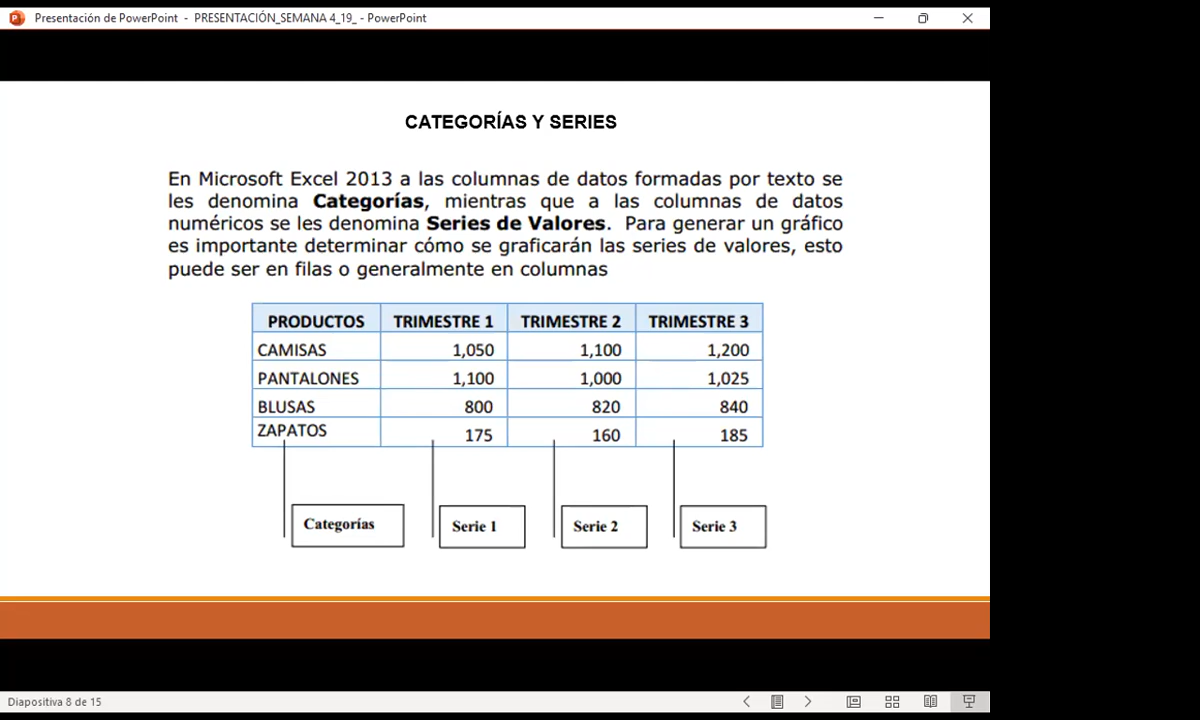 Presentación de PowerPoint - PRESENTACIÓN_SEMANA 4_19_ - PowerPoint
CATEGORÍAS Y SERIES
En Microsoft Excel 2013 a las columnas de datos formadas por texto se
les denomina Categorías, mientras que a las columnas de datos
numéricos se les denomina Series de Valores. Para generar un gráfico
es importante determinar cómo se graficarán las series de valores, esto
puede ser en filas o generalmente en columnas
PRODUCTOS TRIMESTRE 1 TRIMESTRE 2 TRIMESTRE 3
CAMISAS 1,050 1,100 1,200
PANTALONES 1,100 1,000 1,025
BLUSAS 800 820 840
ZAPATOS 175 160 185
Categorías Serie 1 Serie 2 Serie 3
Diapositiva 8 de 15